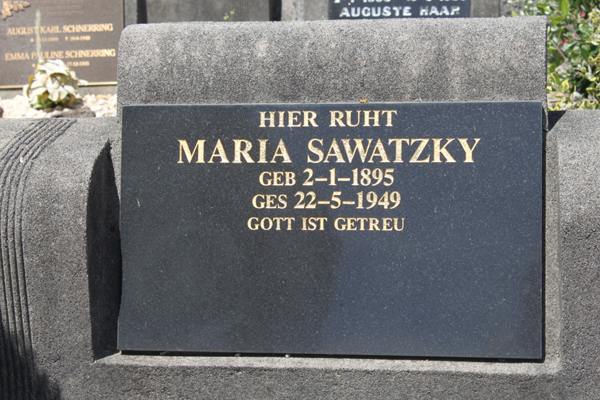 AUGUST KARL SCHNERRING
EMMA PAULINE SCHNERRING
AUGUSTE HAAR
HIER RUHT
MARIA SAWATZKY
GEB 2-1-1895
GES 22-5-1949
GOTT IST GETREU